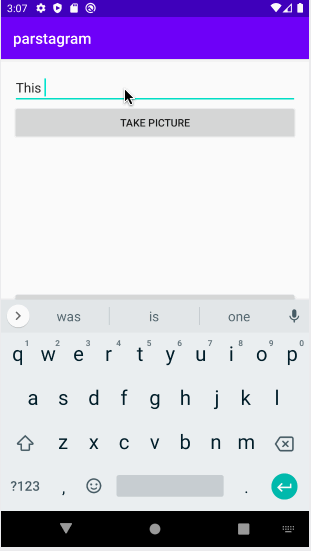 3:07
parstagram
This
TAKE PICTURE
was is one
1 2 3 4 5 6 7 8 9 0
q w e r t y u i o p
a s d f g h j k l
z x c v b n m
?123 , .